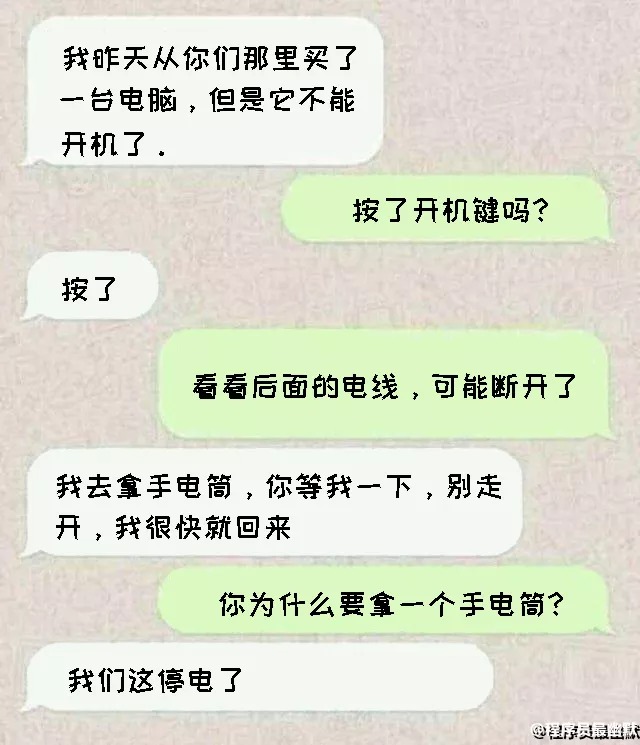 我昨天从你们那里买了
一台电脑，但是它不能
开机了．
按了开机键吗？
按了
看看后面的电线，可能断开了
我去拿手电筒，你等我一下，别走
开，我很快就回来
你为什么要拿一个手电筒？
我们这停电了
@程序员最幽默